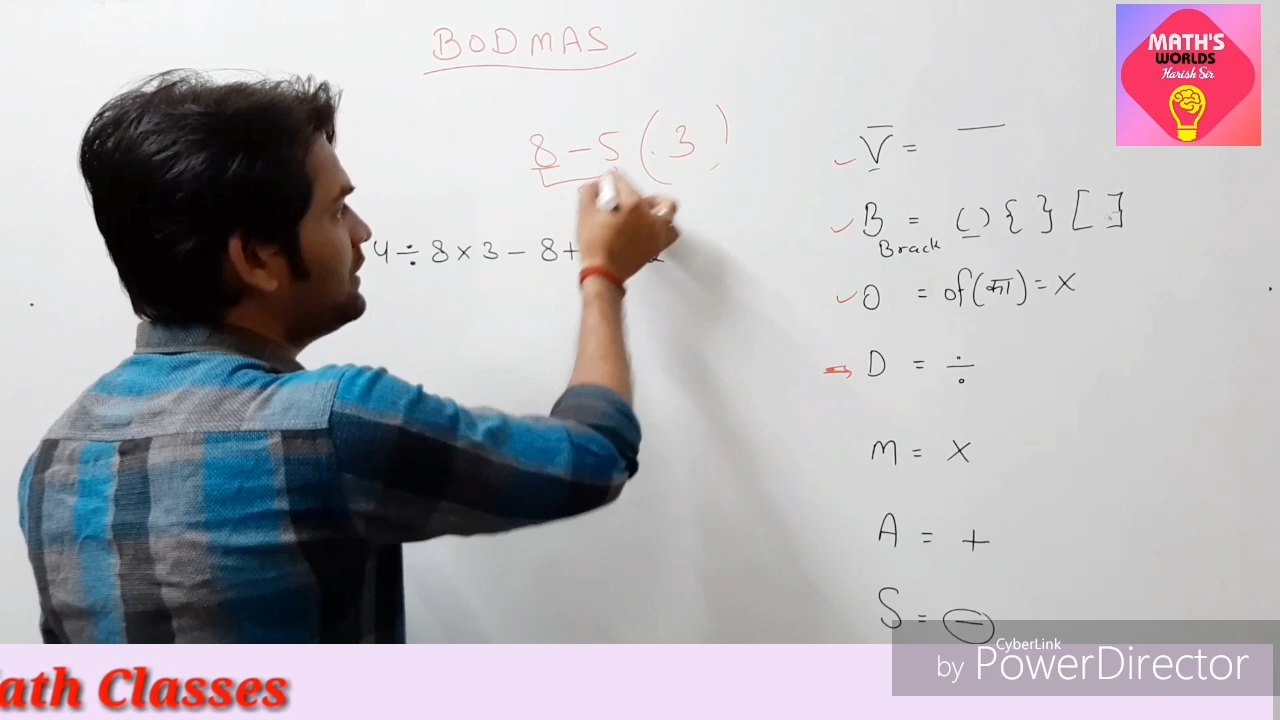 BODMAS
MATH'S
WORLDS
Harish Sir
8 - 5 ( 3 )
V = —
B = ( ) { } [ ]
Brack
4 ÷ 8 × 3 - 8 +
O = of (का) = ×
D = ÷
M = ×
A = +
S = -
CyberLink
by PowerDirector
ath Classes